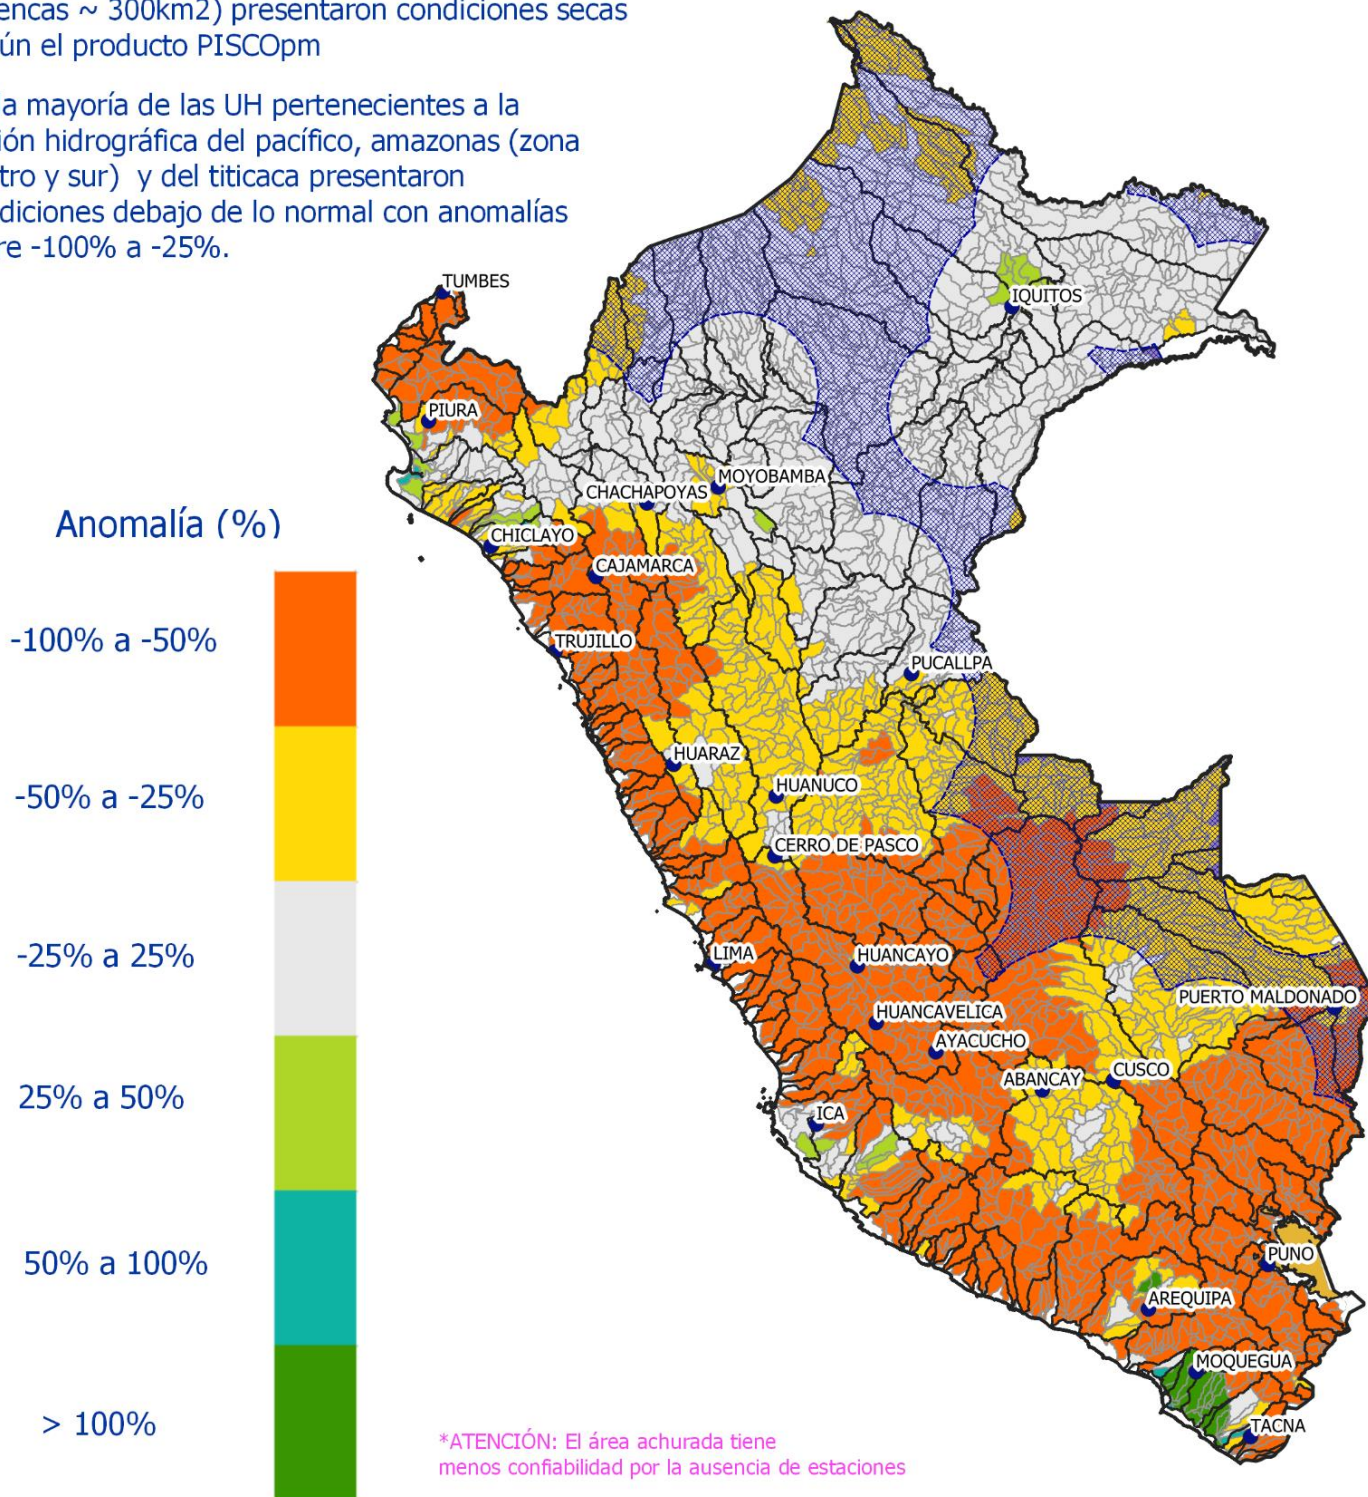 encas ~ 300km2) presentaron condiciones secas
ún el producto PISCOpm
a mayoría de las UH pertenecientes a la
ión hidrográfica del pacífico, amazonas (zona
tro y sur) y del titicaca presentaron
diciones debajo de lo normal con anomalías
re -100% a -25%.
TUMBES
IQUITOS
PIURA
MOYOBAMBA
CHACHAPOYAS
CHICLAYO
CAJAMARCA
TRUJILLO
PUCALLPA
HUARAZ
HUANUCO
CERRO DE PASCO
LIMA
HUANCAYO
PUERTO MALDONADO
HUANCAVELICA
AYACUCHO
ABANCAY
CUSCO
ICA
PUNO
AREQUIPA
MOQUEGUA
TACNA
Anomalía (%)
-100% a -50%
-50% a -25%
-25% a 25%
25% a 50%
50% a 100%
> 100%
*ATENCIÓN: El área achurada tiene
menos confiabilidad por la ausencia de estaciones